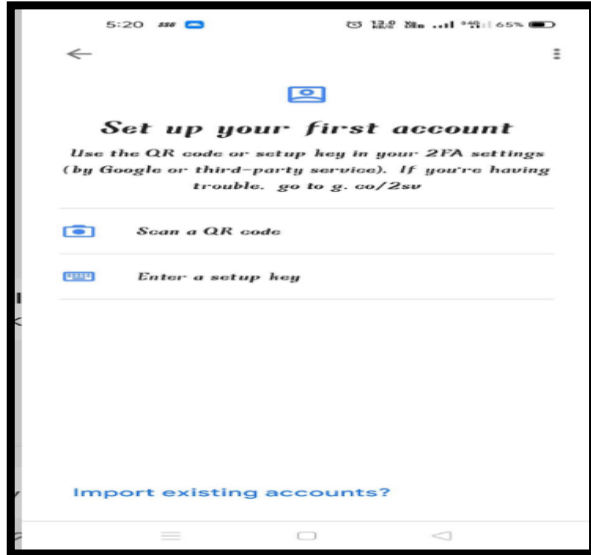 5:20
65%
Set up your first account
Use the QR code or setup key in your 2FA settings
(by Google or third-party service). If you're having
trouble, go to g.co/2sv
Scan a QR code
Enter a setup key
Import existing accounts?